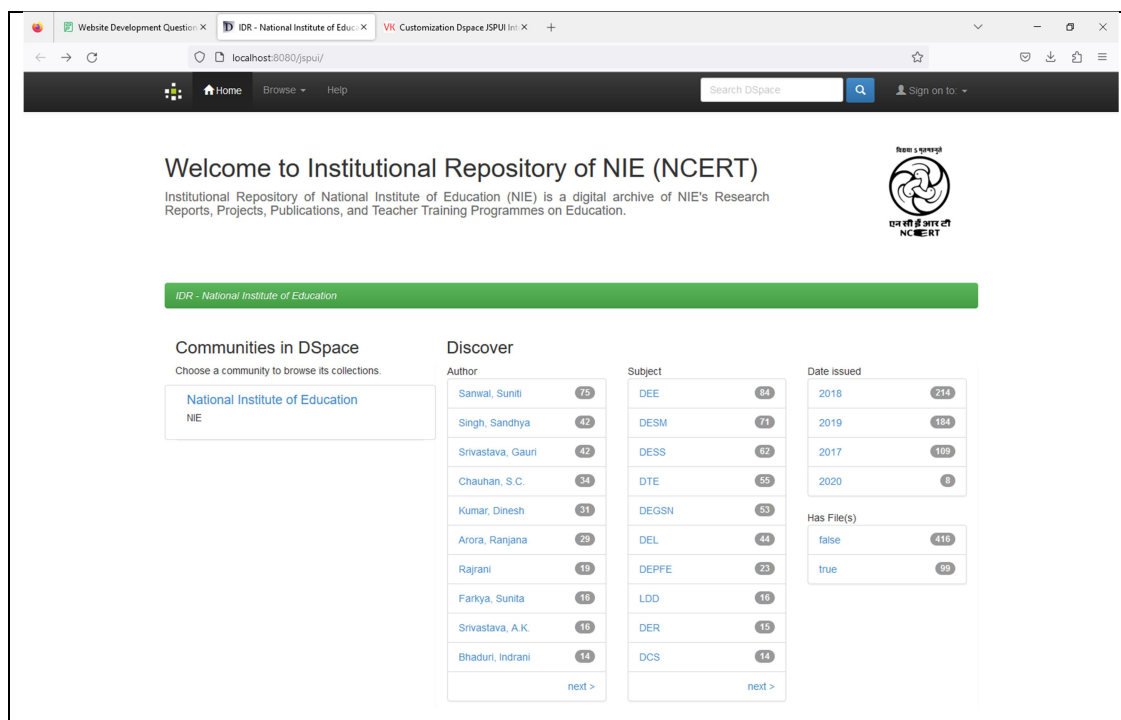 Website Development Question
IDR - National Institute of Educa
VK Customization Dspace JSPUI Int
localhost:8080/jspui/
Home
Browse
Help
Search DSpace
Sign on to:
Welcome to Institutional Repository of NIE (NCERT)
Institutional Repository of National Institute of Education (NIE) is a digital archive of NIE's Research
Reports, Projects, Publications, and Teacher Training Programmes on Education.
एन सी ई आर टी
NCERT
IDR - National Institute of Education
Communities in DSpace
Choose a community to browse its collections.
National Institute of Education
NIE
Discover
Author
Sanwal, Suniti 75
Singh, Sandhya 42
Srivastava, Gauri 42
Chauhan, S.C. 34
Kumar, Dinesh 31
Arora, Ranjana 29
Rajrani 19
Farkya, Sunita 16
Srivastava, A.K. 16
Bhaduri, Indrani 14
next >
Subject
DEE 84
DESM 71
DESS 62
DTE 55
DEGSN 53
DEL 44
DEPFE 23
LDD 16
DER 15
DCS 14
next >
Date issued
2018 214
2019 184
2017 109
2020 8
Has File(s)
false 416
true 99